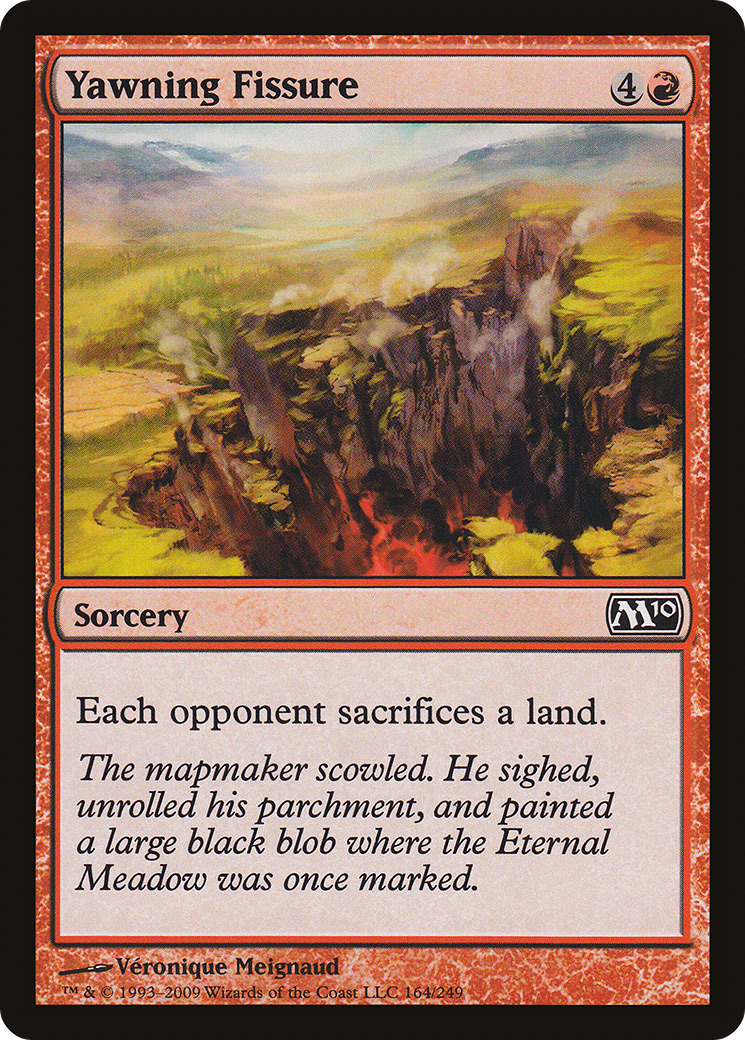 Yawning Fissure 4
Sorcery M10
Each opponent sacrifices a land.
The mapmaker scowled. He sighed,
unrolled his parchment, and painted
a large black blob where the Eternal
Meadow was once marked.
Véronique Meignaud
™ & © 1993–2009 Wizards of the Coast LLC 164/249